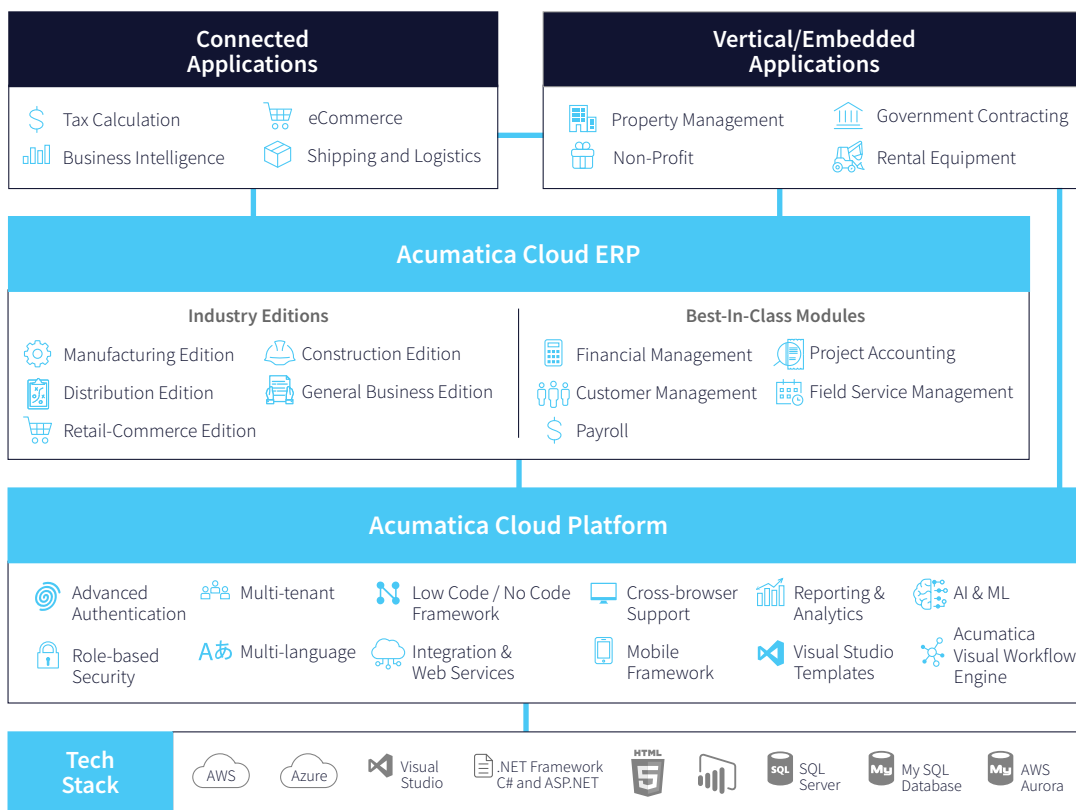 Connected
Applications
Tax Calculation
eCommerce
Business Intelligence
Shipping and Logistics
Vertical/Embedded
Applications
Property Management
Government Contracting
Non-Profit
Rental Equipment
Acumatica Cloud ERP
Industry Editions
Manufacturing Edition
Construction Edition
Distribution Edition
General Business Edition
Retail-Commerce Edition
Best-In-Class Modules
Financial Management
Project Accounting
Customer Management
Field Service Management
Payroll
Acumatica Cloud Platform
Advanced
Authentication
Multi-tenant
Low Code / No Code
Framework
Cross-browser
Support
Reporting &
Analytics
AI & ML
Role-based
Security
Aあ
Multi-language
Integration &
Web Services
Mobile
Framework
Visual Studio
Templates
Acumatica
Visual Workflow
Engine
Tech
Stack
AWS
Azure
Visual
Studio
.NET Framework
C# and ASP.NET
HTML
5
SQL
SQL
Server
My
My SQL
Database
My
AWS
Aurora